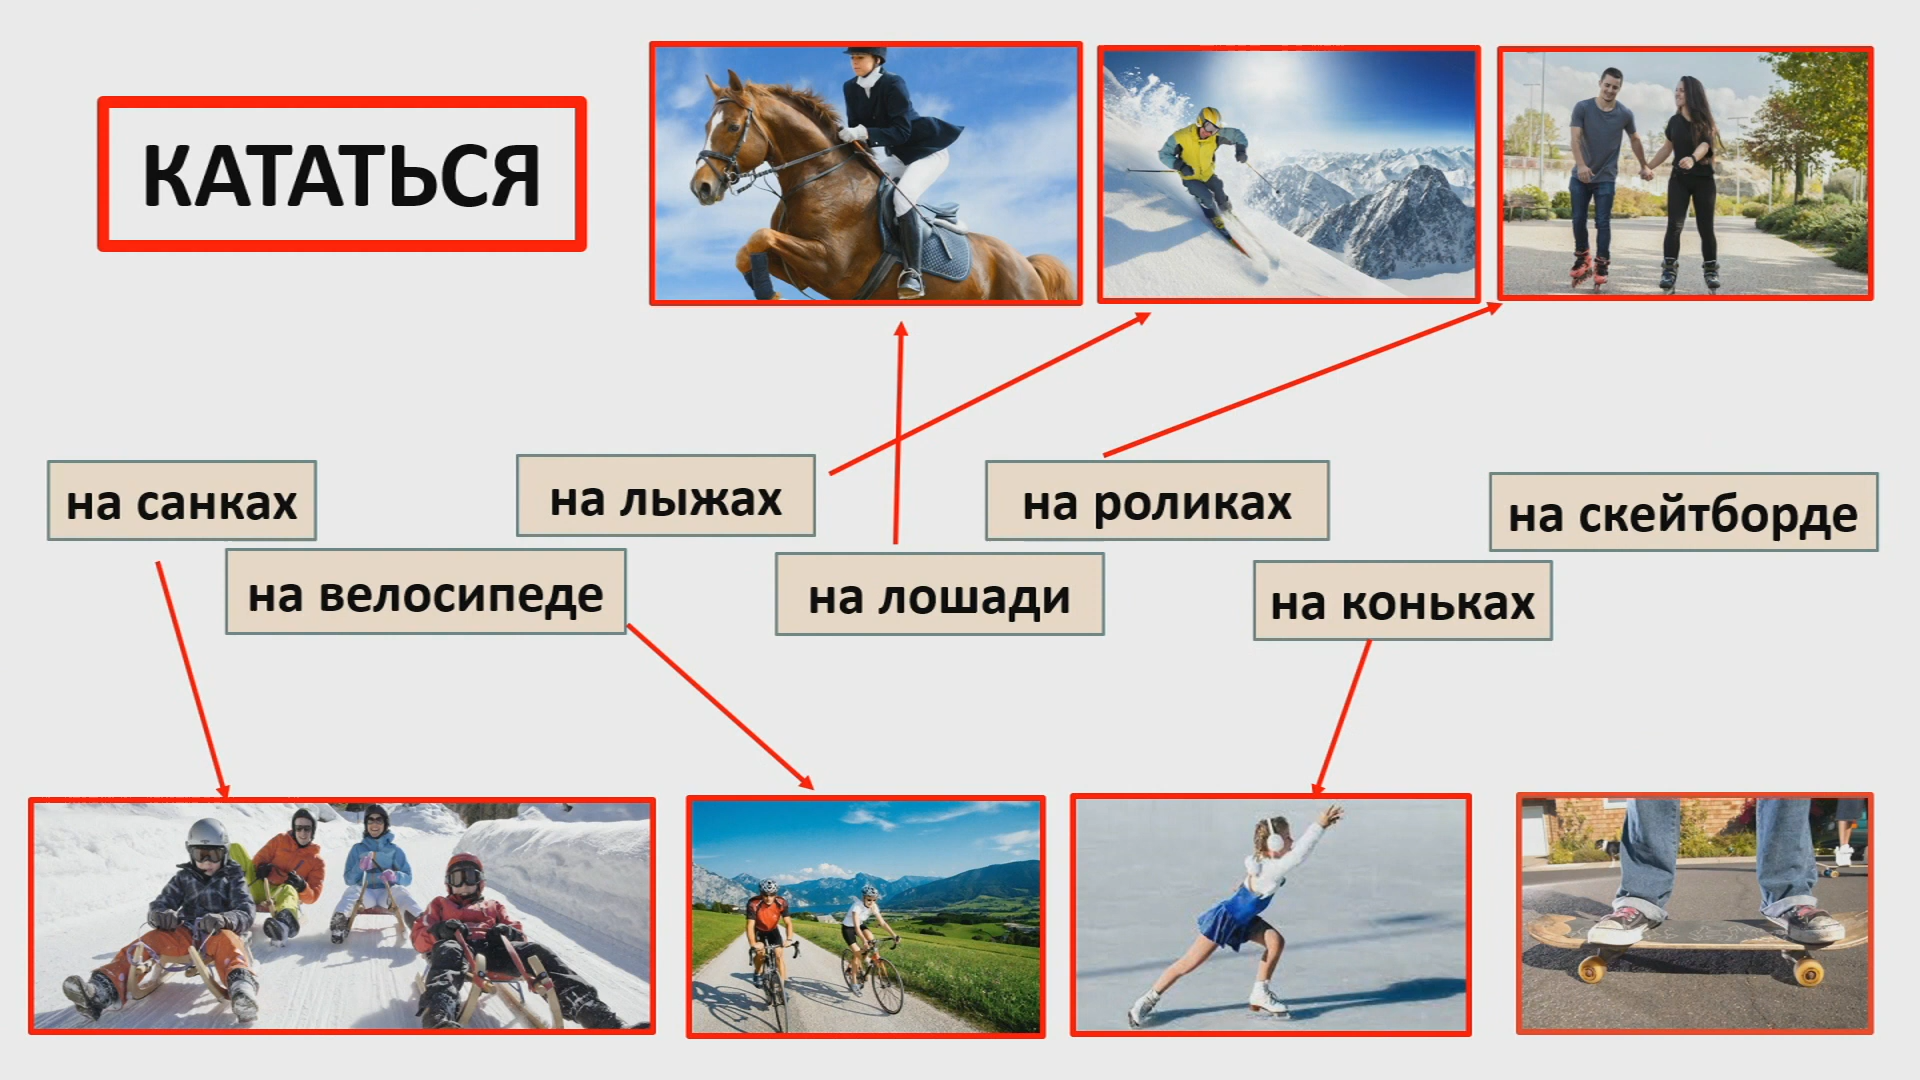 КАТАТЬСЯ
на санках
на лыжах
на роликах
на скейтборде
на велосипеде
на лошади
на коньках